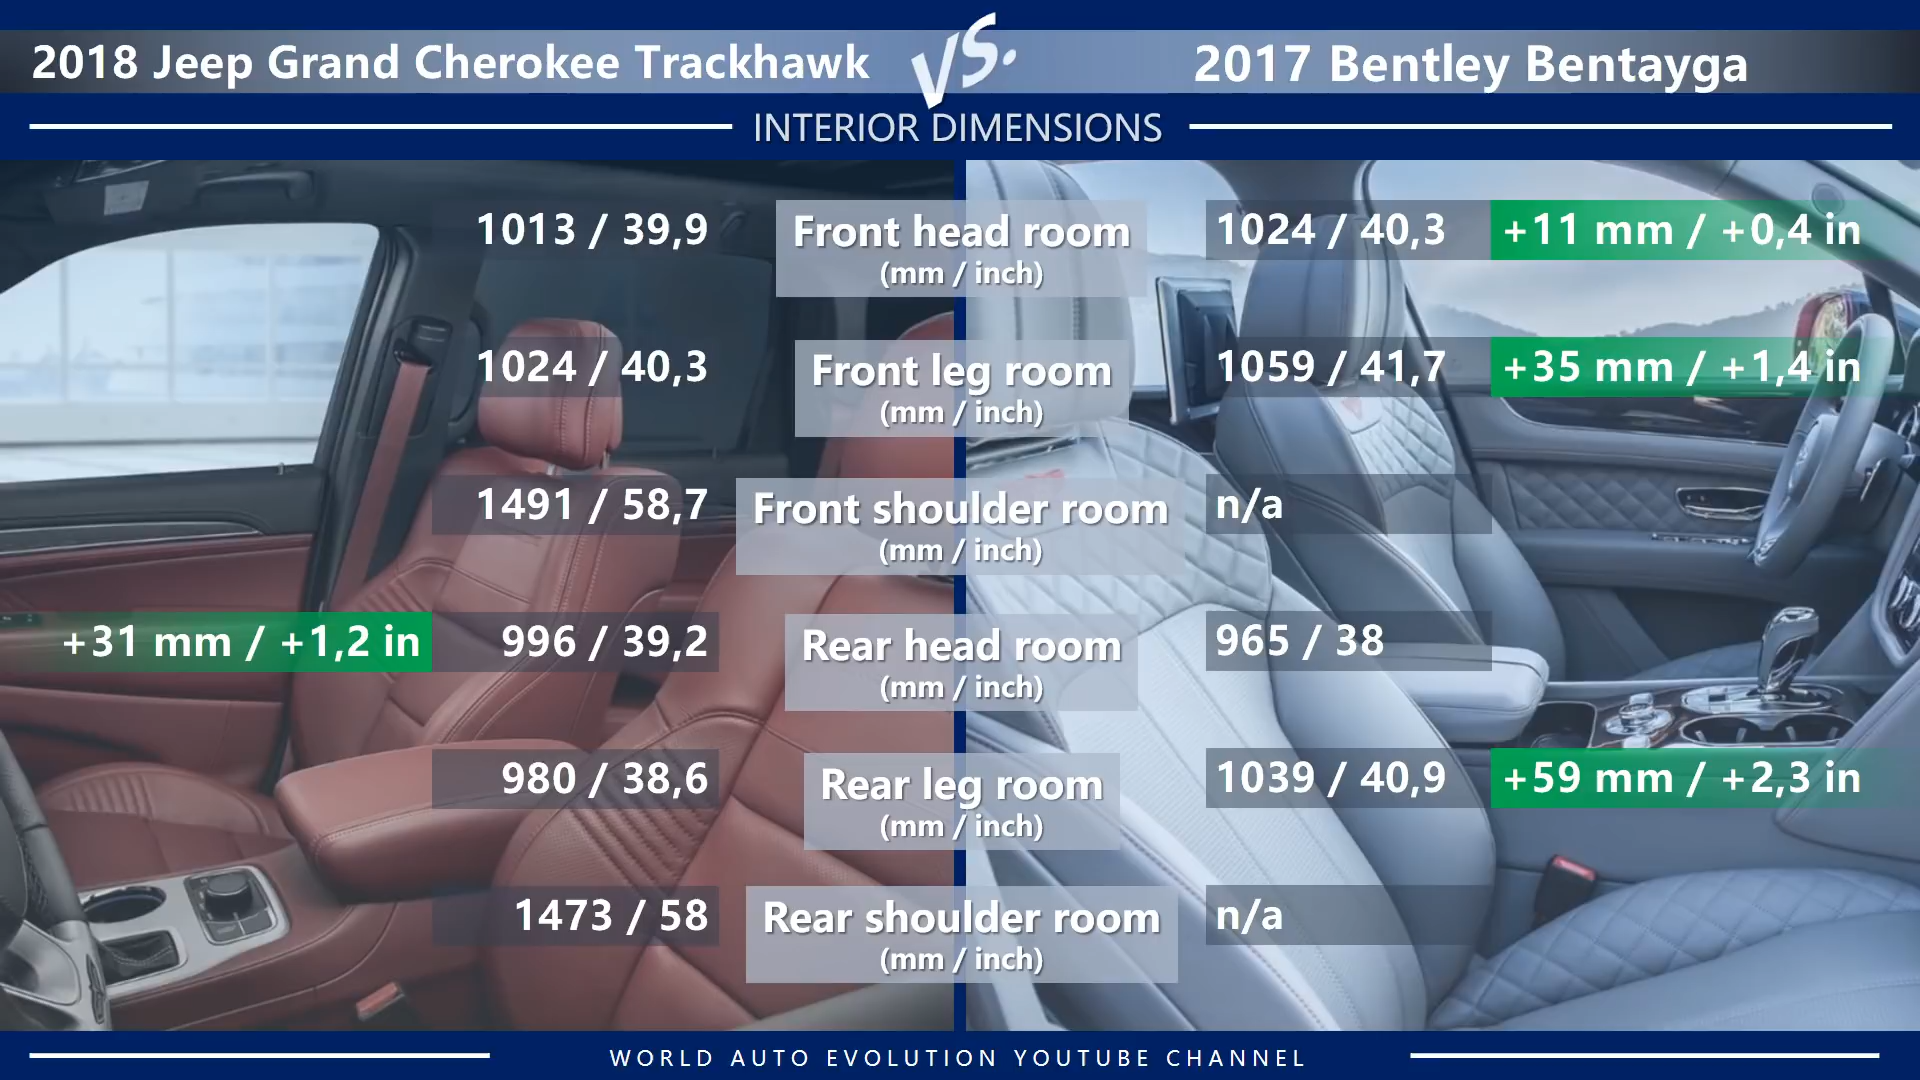 2018 Jeep Grand Cherokee Trackhawk VS. 2017 Bentley Bentayga
INTERIOR DIMENSIONS
1013 / 39,9 Front head room 1024 / 40,3 +11 mm / +0,4 in
(mm / inch)
1024 / 40,3 Front leg room 1059 / 41,7 +35 mm / +1,4 in
(mm / inch)
1491 / 58,7 Front shoulder room n/a
(mm / inch)
+31 mm / +1,2 in 996 / 39,2 Rear head room 965 / 38
(mm / inch)
980 / 38,6 Rear leg room 1039 / 40,9 +59 mm / +2,3 in
(mm / inch)
1473 / 58 Rear shoulder room n/a
(mm / inch)
WORLD AUTO EVOLUTION YOUTUBE CHANNEL